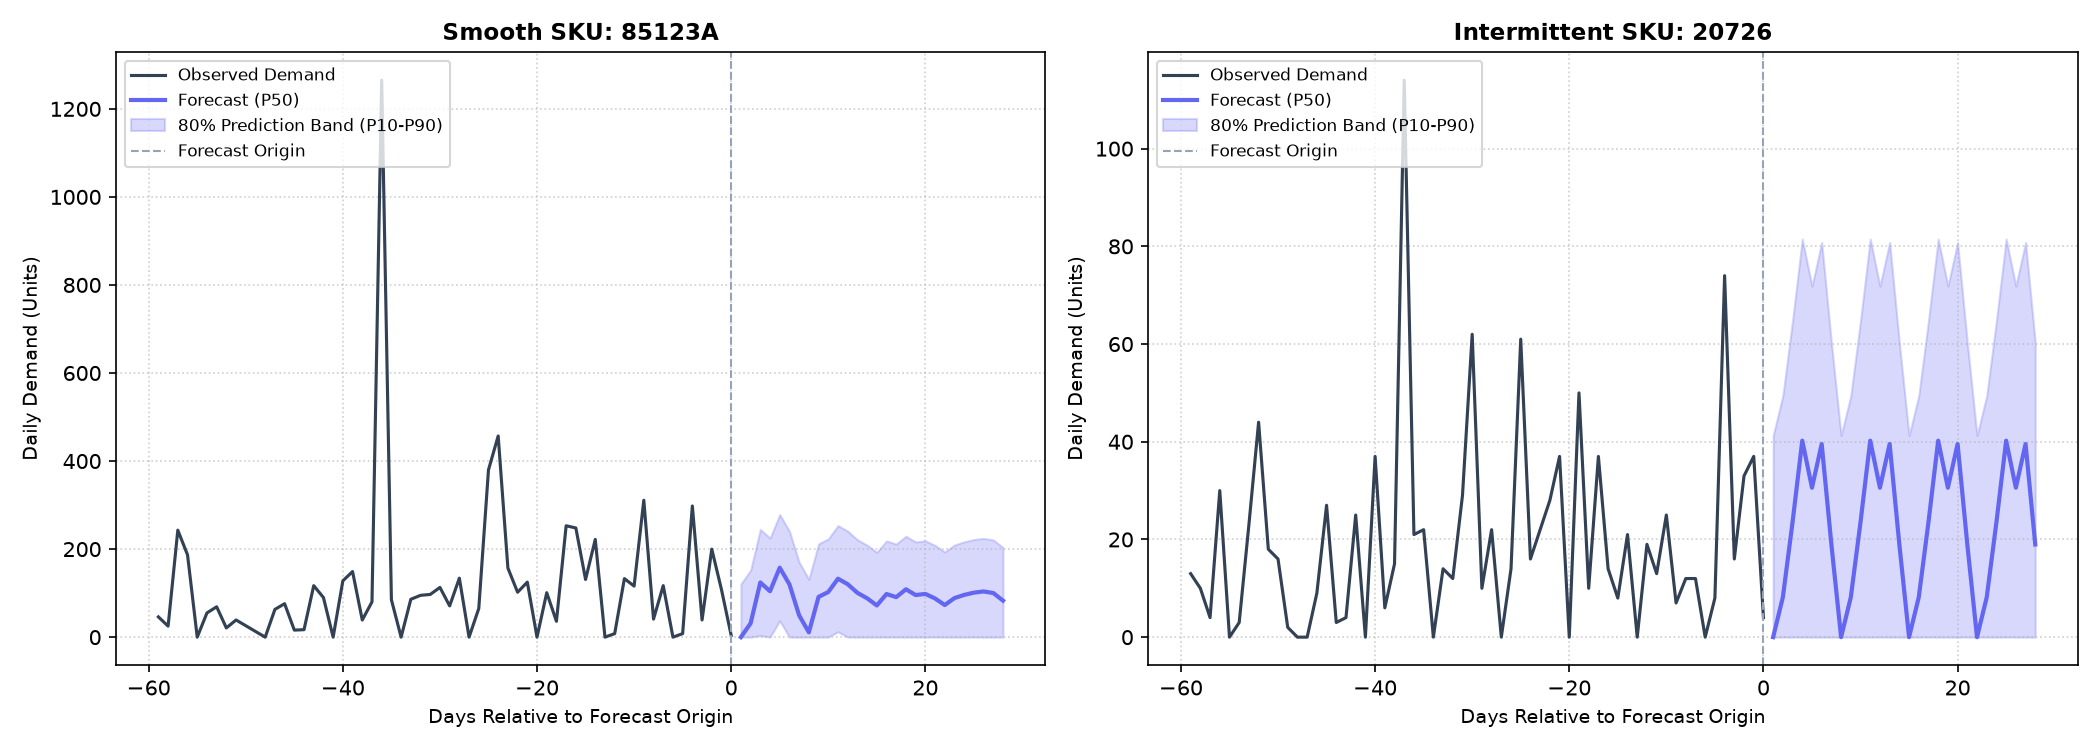 Smooth SKU: 85123A
Observed Demand
Forecast (P50)
80% Prediction Band (P10-P90)
Forecast Origin
Daily Demand (Units)
1200
1000
800
600
400
200
0
−60 −40 −20 0 20
Days Relative to Forecast Origin
Intermittent SKU: 20726
Observed Demand
Forecast (P50)
80% Prediction Band (P10-P90)
Forecast Origin
Daily Demand (Units)
100
80
60
40
20
0
−60 −40 −20 0 20
Days Relative to Forecast Origin